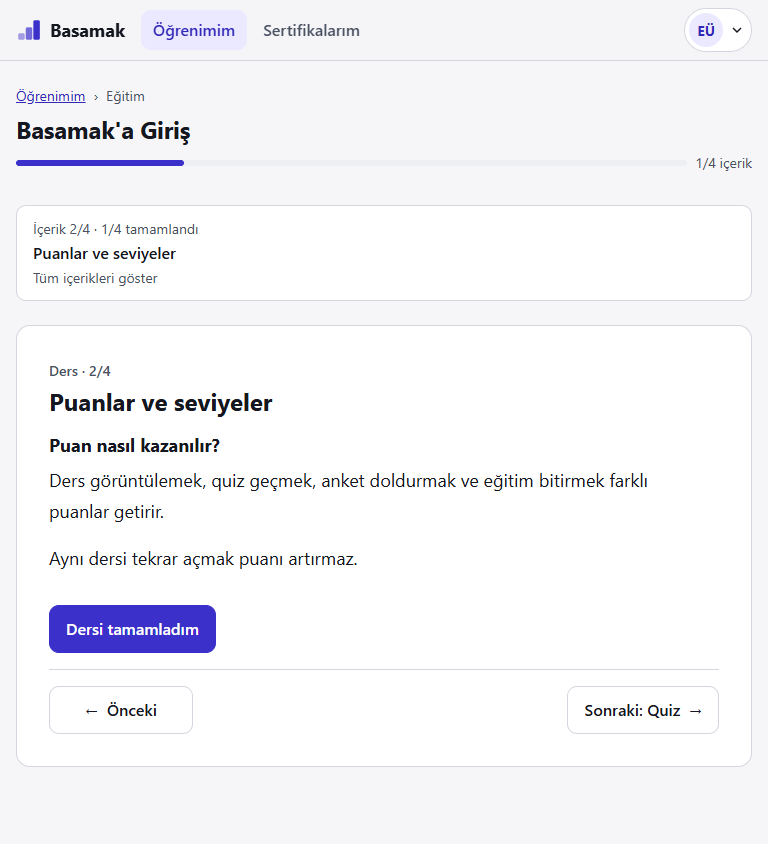 Basamak Öğrenimim Sertifikalarım EÜ
Öğrenimim › Eğitim
Basamak'a Giriş
1/4 içerik
İçerik 2/4 · 1/4 tamamlandı
Puanlar ve seviyeler
Tüm içerikleri göster
Ders · 2/4
Puanlar ve seviyeler
Puan nasıl kazanılır?
Ders görüntülemek, quiz geçmek, anket doldurmak ve eğitim bitirmek farklı
puanlar getirir.
Aynı dersi tekrar açmak puanı artırmaz.
Dersi tamamladım
← Önceki Sonraki: Quiz →